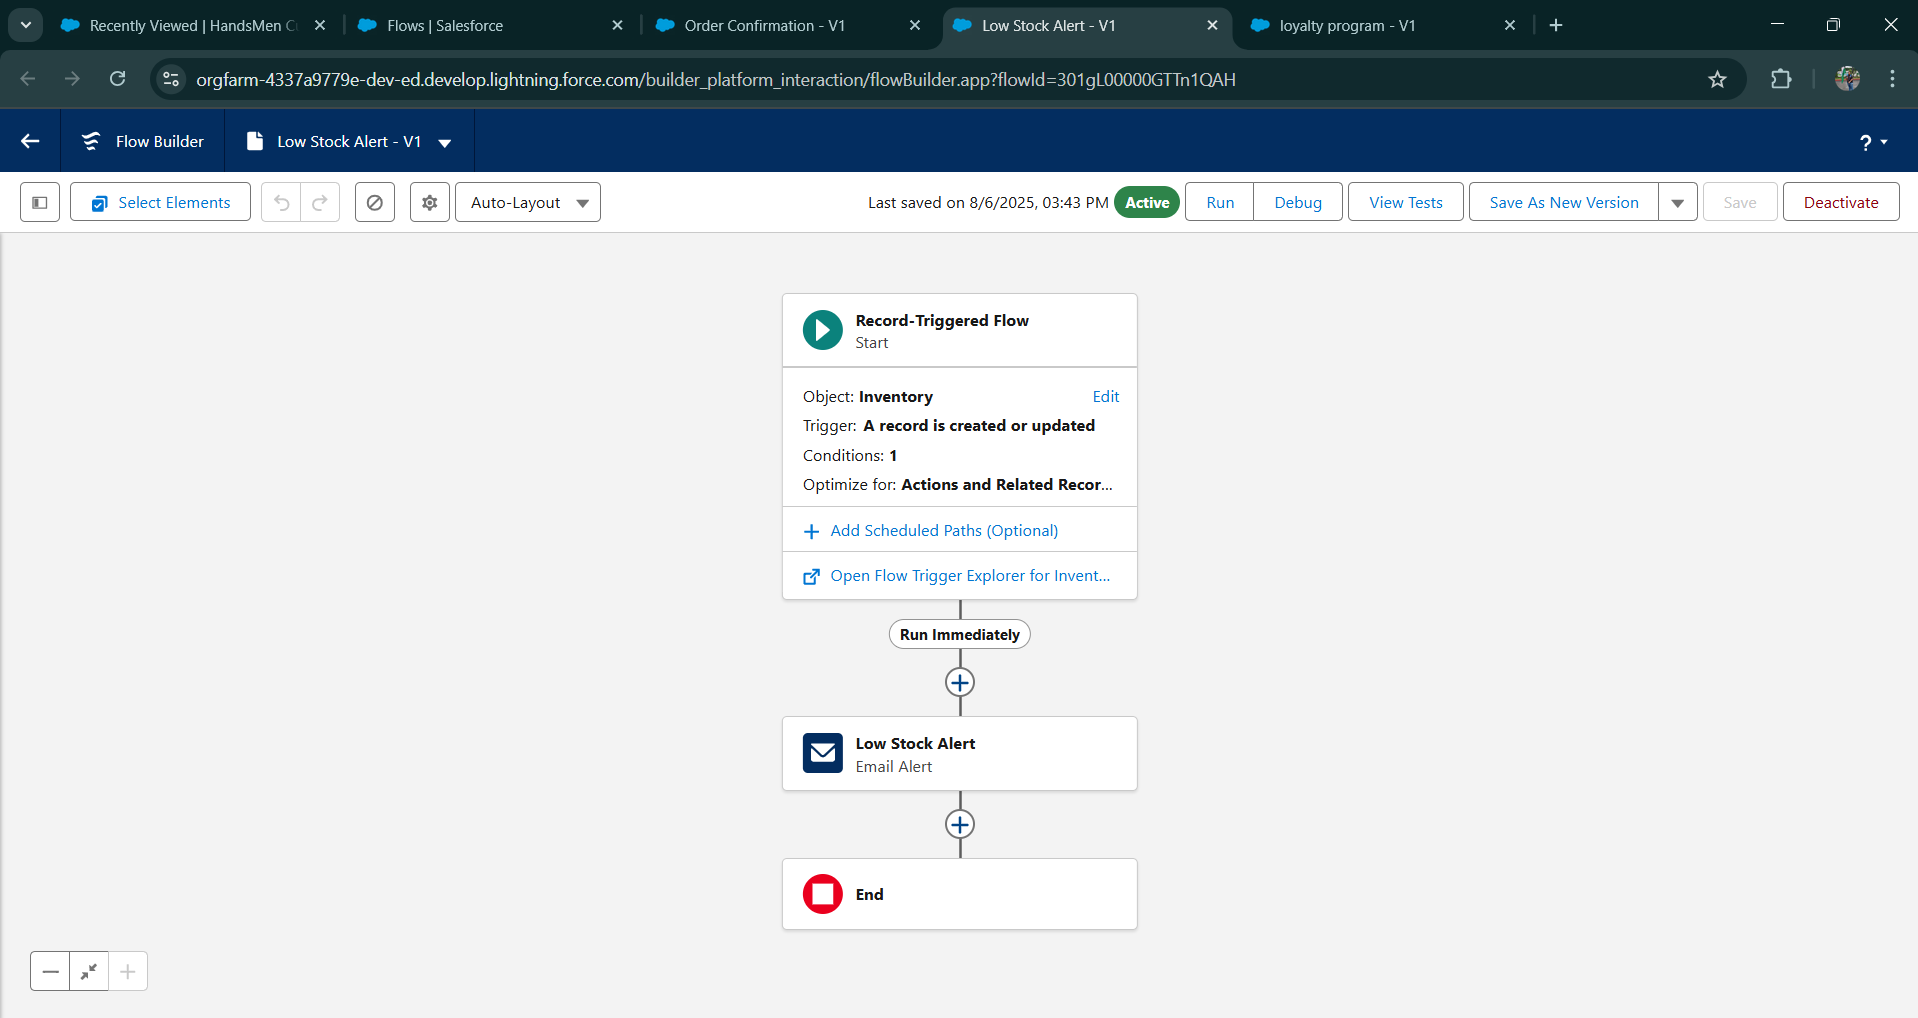 Recently Viewed | HandsMen C
Flows | Salesforce
Order Confirmation - V1
Low Stock Alert - V1
loyalty program - V1
orgfarm-4337a9779e-dev-ed.develop.lightning.force.com/builder_platform_interaction/flowBuilder.app?flowId=301gL00000GTTn1QAH
Flow Builder
Low Stock Alert - V1
?
Select Elements
Auto-Layout
Last saved on 8/6/2025, 03:43 PM
Active
Run
Debug
View Tests
Save As New Version
Save
Deactivate
Record-Triggered Flow
Start
Object: Inventory
Edit
Trigger: A record is created or updated
Conditions: 1
Optimize for: Actions and Related Recor...
Add Scheduled Paths (Optional)
Open Flow Trigger Explorer for Invent...
Run Immediately
Low Stock Alert
Email Alert
End